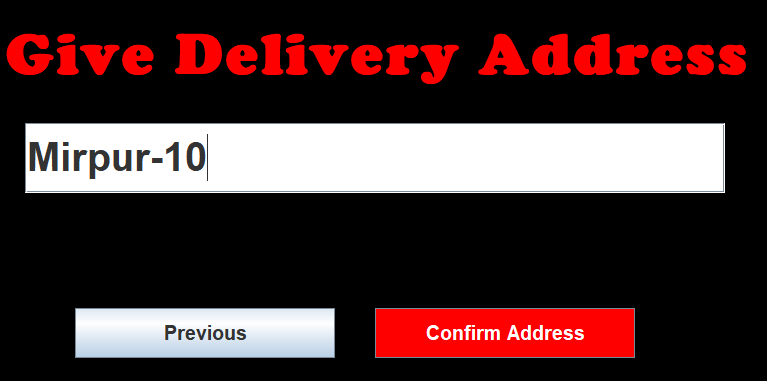 Give Delivery Address
Mirpur-10
Previous
Confirm Address